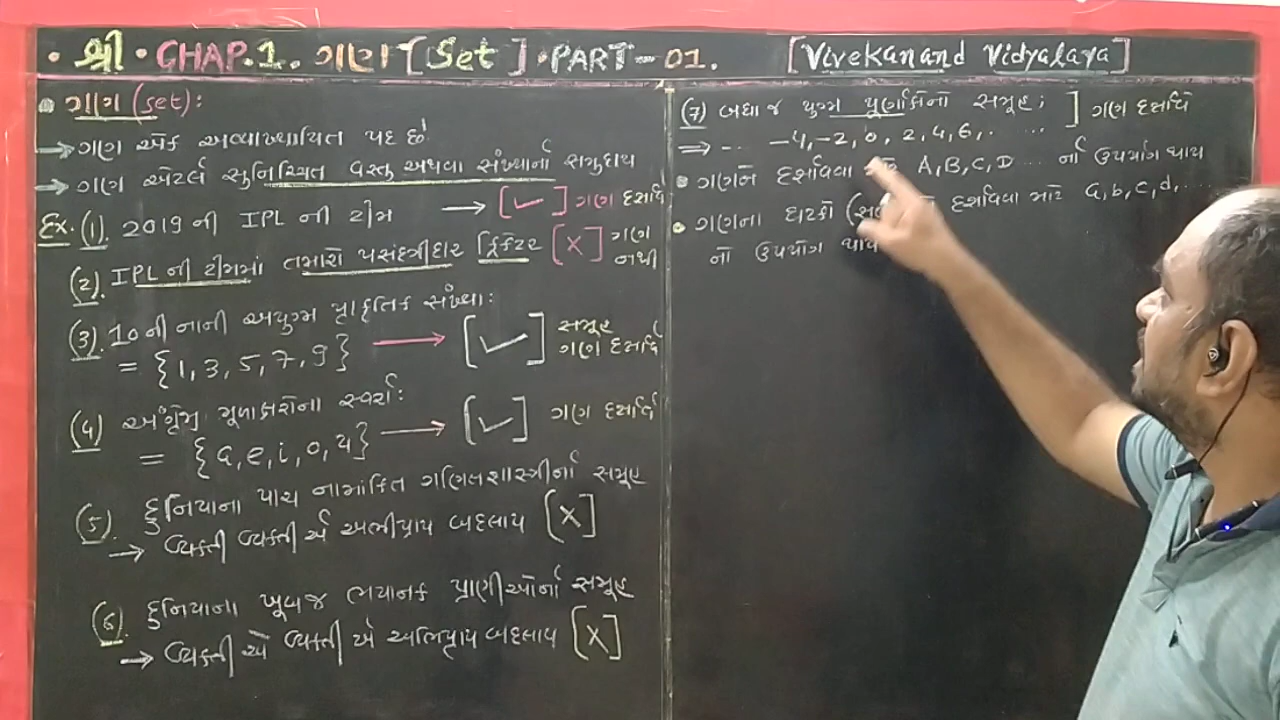 • શ્રી • CHAP.1. ગણ [Set] • PART - 01. [Vivekanand Vidyalaya]
• ગણ (set):
→ ગણ એક અવ્યાખ્યાયિત પદ છે
→ ગણ એટલે સુનિશ્ચિત વસ્તુ અથવા સંખ્યાનો સમુદાય
Ex. (1). 2019 ની IPL ની ટીમ → [✓] ગણ દર્શાવે
(2). IPL ની ટીમમાં તમારો પસંદગીદાર ક્રિકેટર [X] ગણ નથી
(3). 10 ની નાની અયુગ્મ પ્રાકૃતિક સંખ્યા:
= {1, 3, 5, 7, 9} → [✓] સમૂહ ગણ દર્શાવે
(4) અંગ્રેજી મૂળાક્ષરોના સ્વરો:
= {a, e, i, o, u} → [✓] ગણ દર્શાવે
(5). દુનિયાના પાચ નામાંકિત ગણિતશાસ્ત્રીનો સમૂહ
→ વ્યક્તી વ્યક્તી એ અભીપ્રાય બદલાય [X]
(6). દુનિયાના ખૂબજ ભયાનક પ્રાણીઓનો સમૂહ
→ વ્યક્તી એ વ્યક્તી એ અભિપ્રાય બદલાય [X]
(7) બધા જ યુગ્મ પૂર્ણાંકોનો સમૂહ; ] ગણ દર્શાવે
⇒ ... -4, -2, 0, 2, 4, 6, . ...
• ગણને દર્શાવવા A, B, C, D ... નો ઉપયોગ થાય
• ગણના ઘટકો ( દર્શાવવા માટે a, b, c, d, ...
નો ઉપયોગ થાય